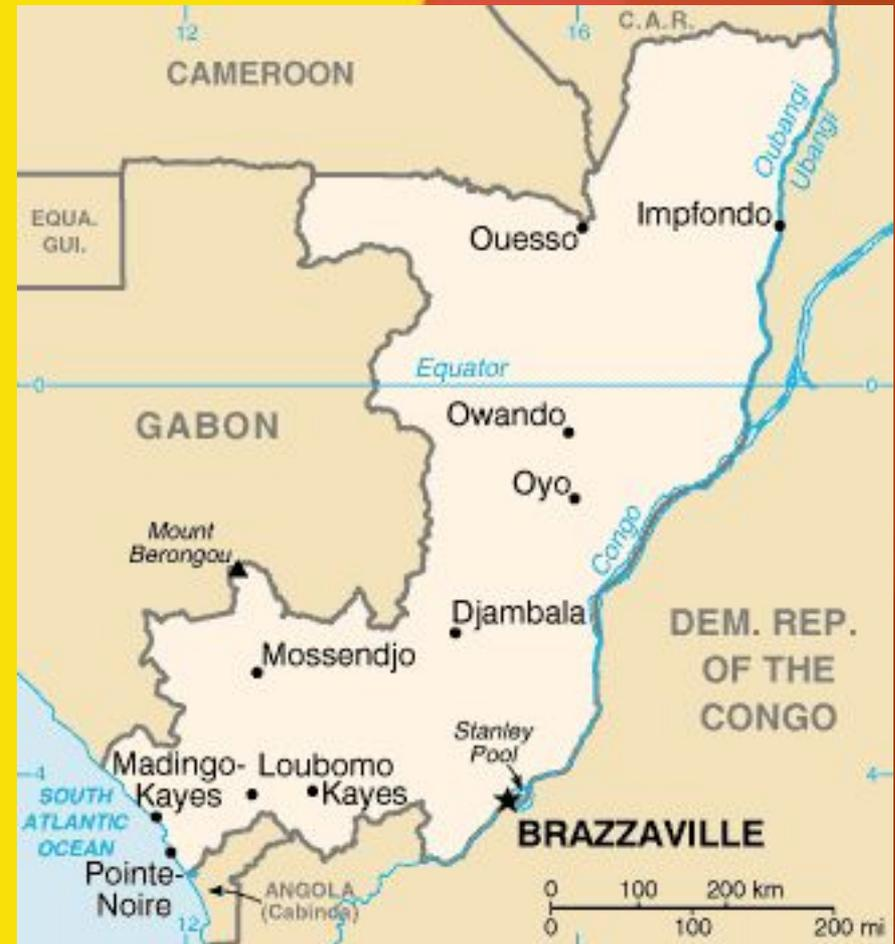 12
16
C.A.R.
CAMEROON
Oubangi
Ubangi
EQUA.
GUI.
Ouesso
Impfondo
Equator
0
0
GABON
Owando
Oyo
Mount
Berongou
Congo
Djambala
DEM. REP.
OF THE
CONGO
Mossendjo
Stanley
Pool
Madingo-
Kayes
Loubomo
Kayes
4
4
SOUTH
ATLANTIC
OCEAN
BRAZZAVILLE
Pointe-
Noire
ANGOLA
(Cabinda)
12
0 100 200 km
0 100 200 mi